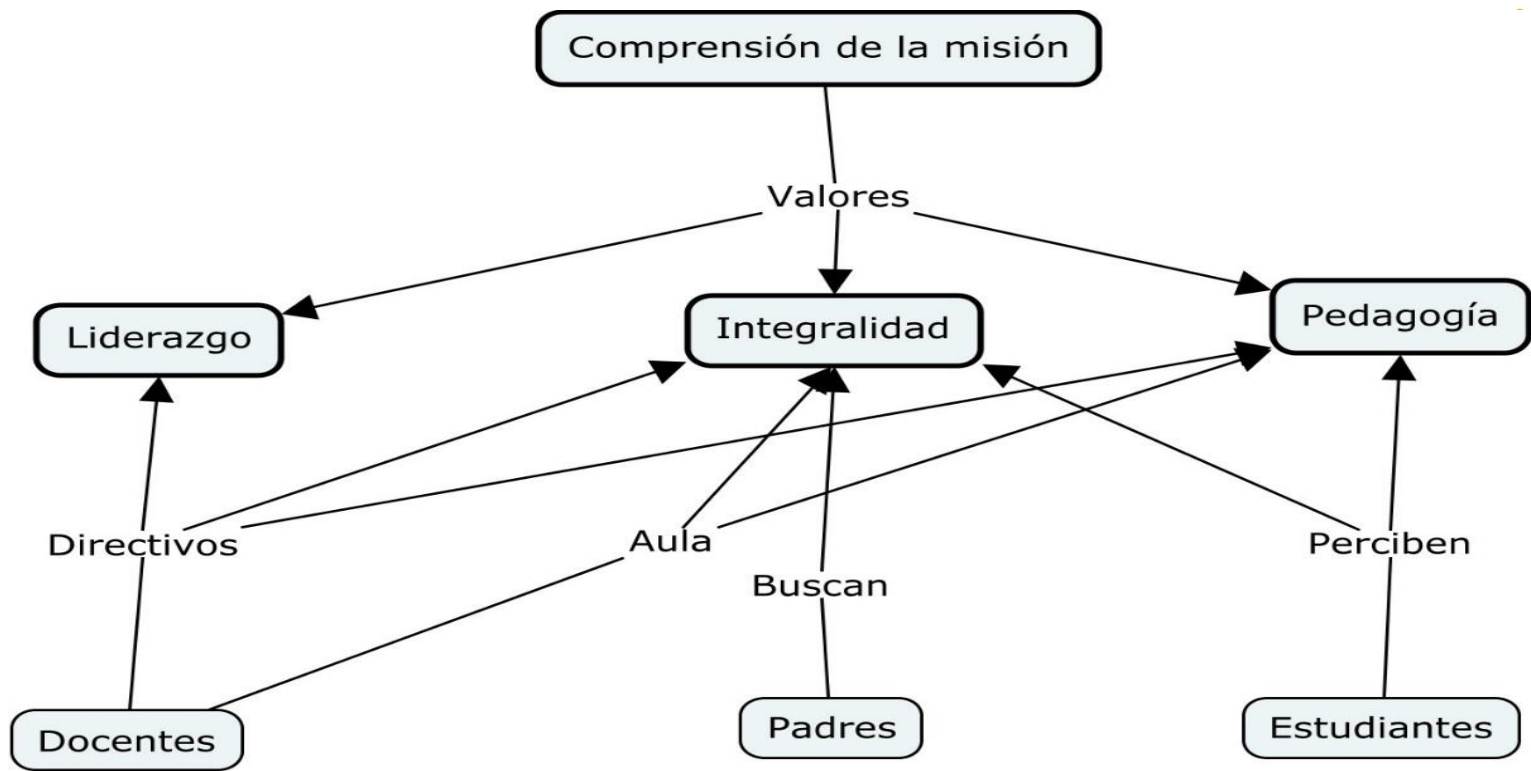 Comprensión de la misión
Valores
Liderazgo
Integralidad
Pedagogía
Directivos
Aula
Buscan
Perciben
Docentes
Padres
Estudiantes